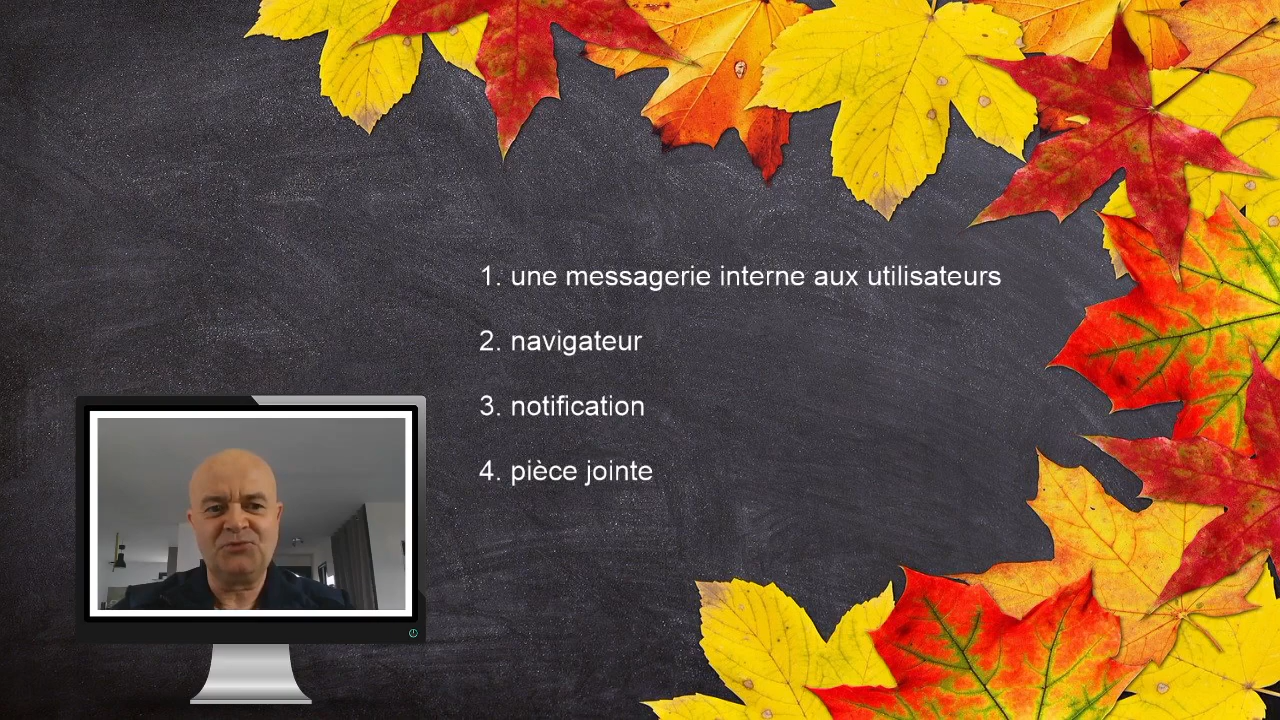 1. une messagerie interne aux utilisateurs
2. navigateur
3. notification
4. pièce jointe